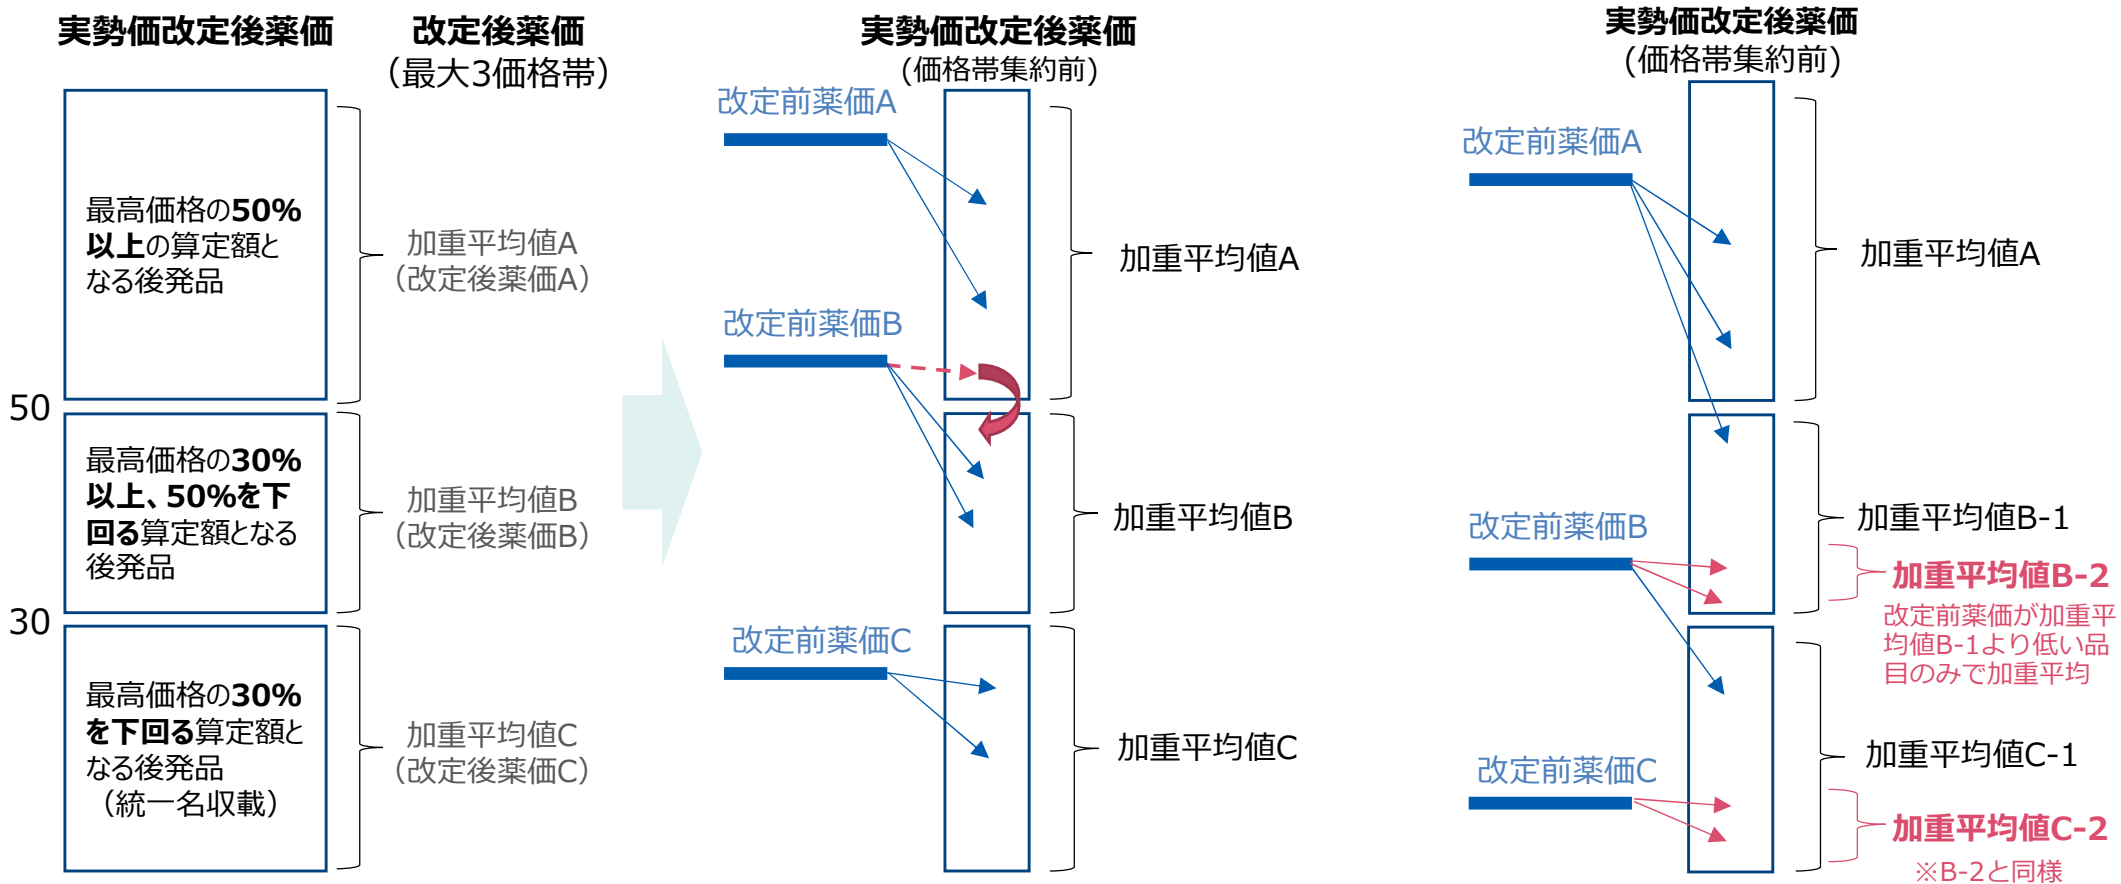 実勢価改定後薬価
改定後薬価
（最大3価格帯）
最高価格の50%
以上の算定額と
なる後発品
加重平均値A
（改定後薬価A）
50
最高価格の30%
以上、50%を下
回る算定額となる
後発品
加重平均値B
（改定後薬価B）
30
最高価格の30%
を下回る算定額と
なる後発品
（統一名収載）
加重平均値C
（改定後薬価C）
実勢価改定後薬価
(価格帯集約前)
改定前薬価A
加重平均値A
改定前薬価B
加重平均値B
改定前薬価C
加重平均値C
実勢価改定後薬価
(価格帯集約前)
改定前薬価A
加重平均値A
改定前薬価B
加重平均値B-1
加重平均値B-2
改定前薬価が加重平
均値B-1より低い品
目のみで加重平均
改定前薬価C
加重平均値C-1
加重平均値C-2
※B-2と同様